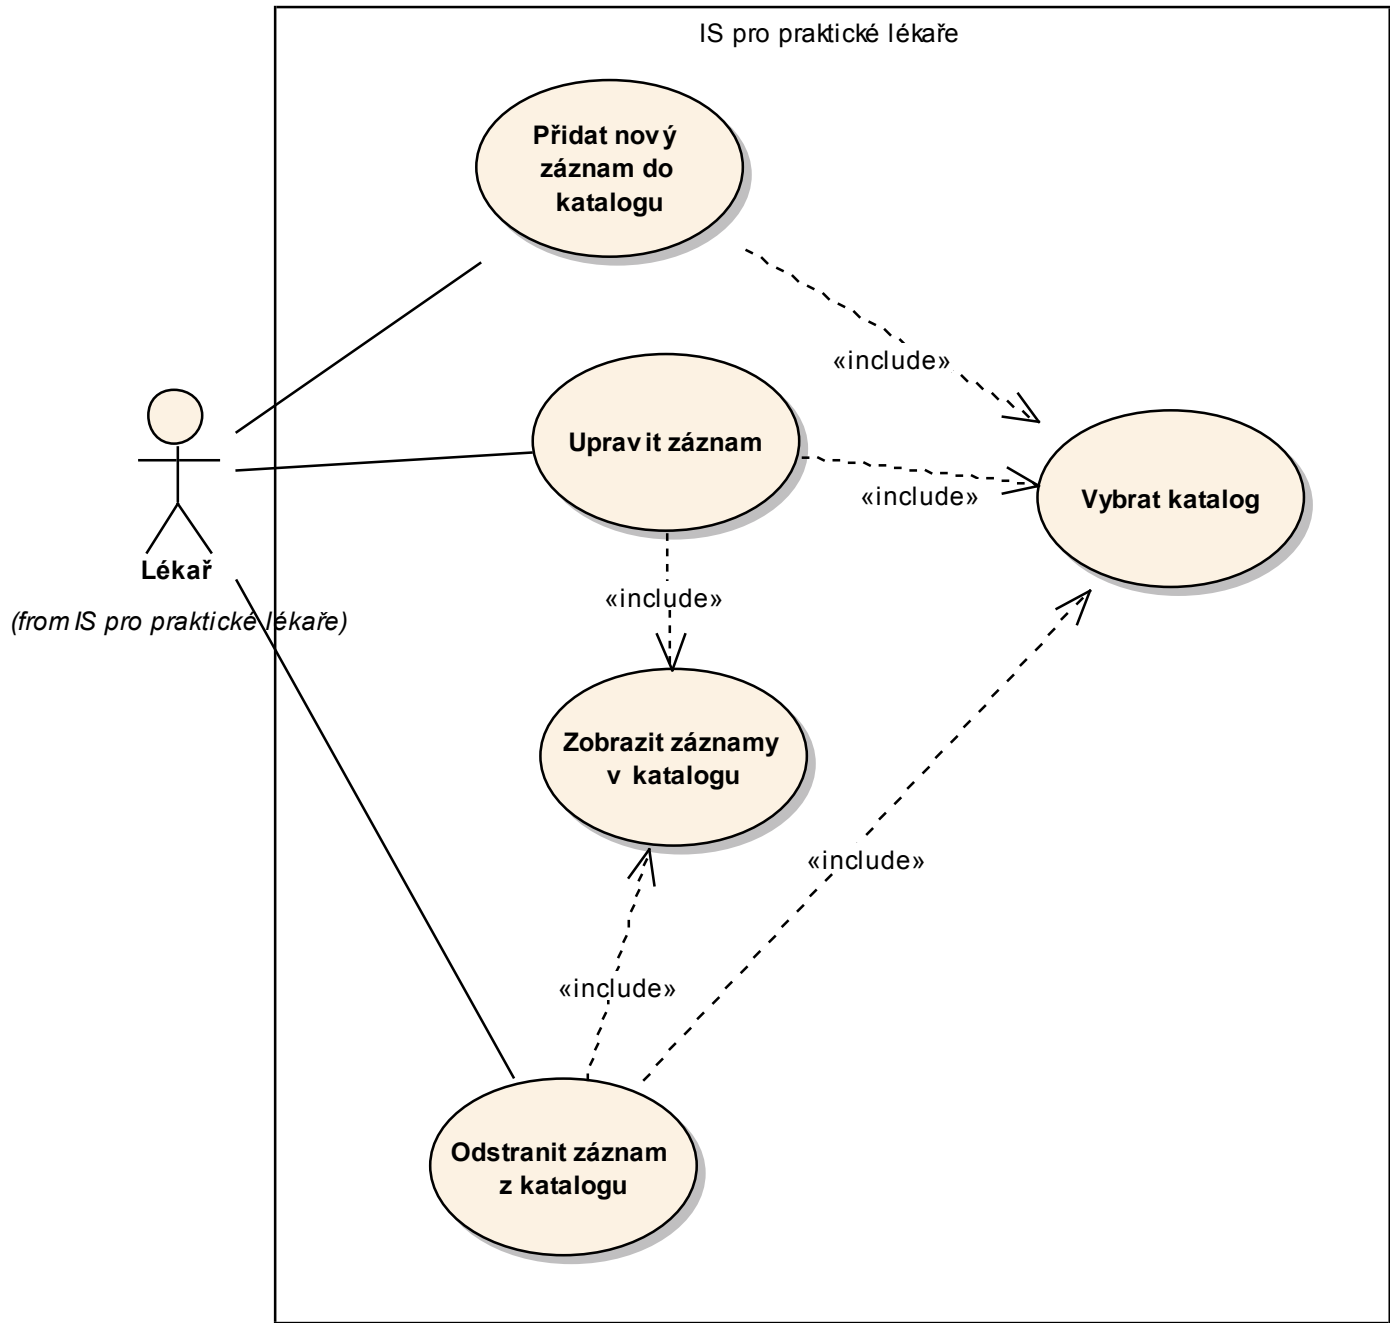 IS pro praktické lékaře
Přidat nový
záznam do
katalogu
«include»
Upravit záznam
«include»
Vybrat katalog
Lékař
(from IS pro praktické lékaře)
«include»
Zobrazit záznamy
v katalogu
«include»
«include»
Odstranit záznam
z katalogu